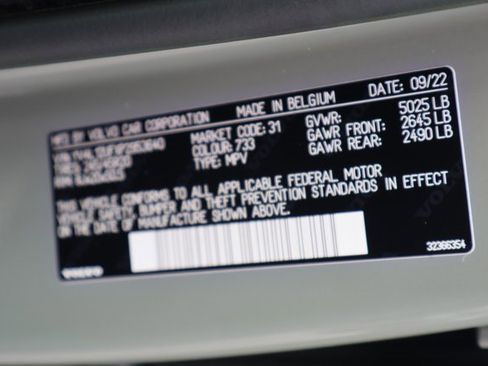 MFD BY VOLVO CAR CORPORATION MADE IN BELGIUM DATE: 09/22
MARKET CODE: 31 GVWR: 5025 LB
COLOUR: 733 GAWR FRONT: 2645 LB
TYPE: MPV GAWR REAR: 2490 LB
THIS VEHICLE CONFORMS TO ALL APPLICABLE FEDERAL MOTOR
VEHICLE SAFETY, BUMPER AND THEFT PREVENTION STANDARDS IN EFFECT
ON THE DATE OF MANUFACTURE SHOWN ABOVE.
VOLVO 32366354